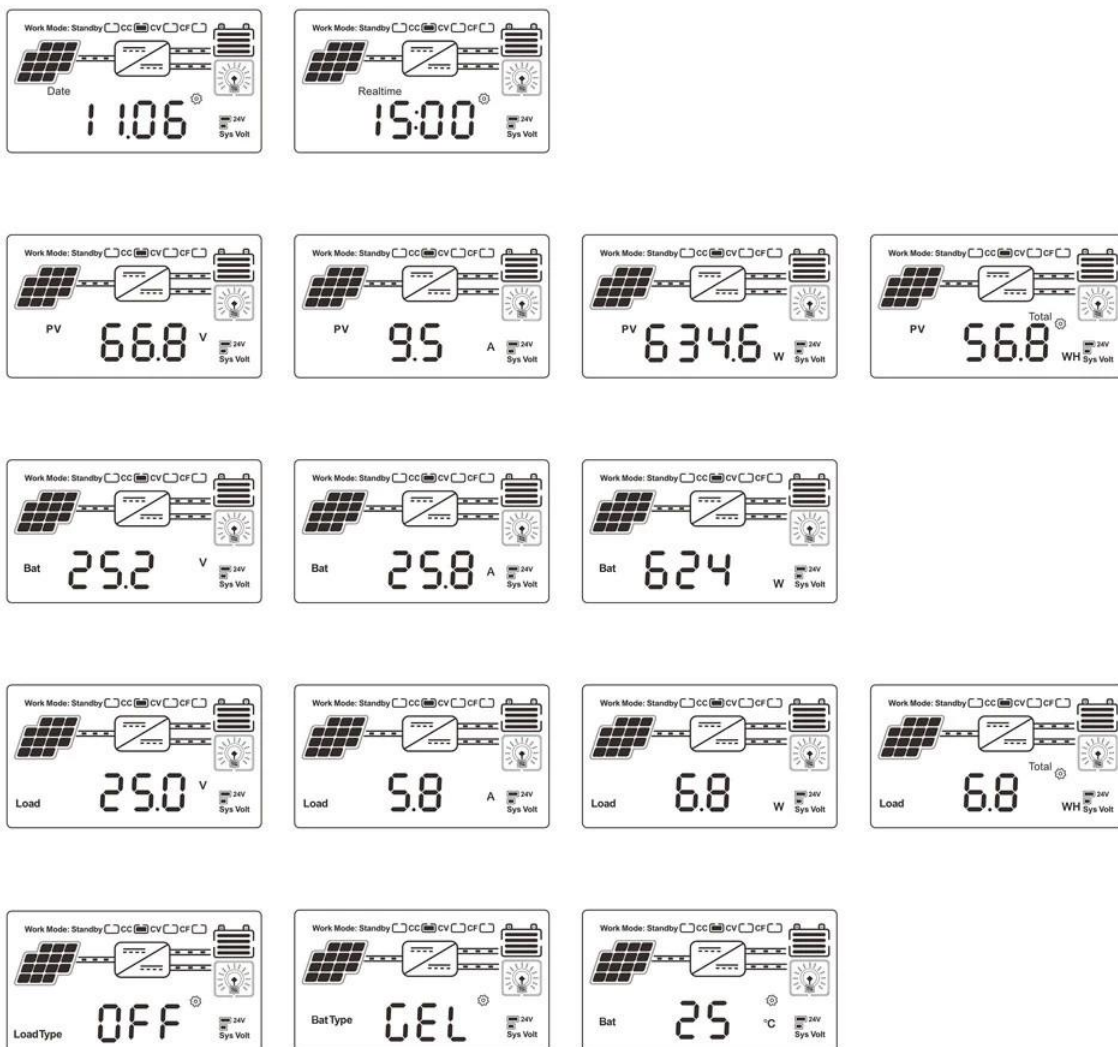 Work Mode: Standby CC CV CF
Date
11.06
24V
Sys Volt
Work Mode: Standby CC CV CF
Realtime
15:00
24V
Sys Volt
Work Mode: Standby CC CV CF
PV
66.8 V
24V
Sys Volt
Work Mode: Standby CC CV CF
PV
9.5 A
24V
Sys Volt
Work Mode: Standby CC CV CF
PV
634.6 W
24V
Sys Volt
Work Mode: Standby CC CV CF
Total
PV
56.8 WH
24V
Sys Volt
Work Mode: Standby CC CV CF
Bat
25.2 V
24V
Sys Volt
Work Mode: Standby CC CV CF
Bat
25.8 A
24V
Sys Volt
Work Mode: Standby CC CV CF
Bat
624 W
24V
Sys Volt
Work Mode: Standby CC CV CF
Load
25.0 V
24V
Sys Volt
Work Mode: Standby CC CV CF
Load
5.8 A
24V
Sys Volt
Work Mode: Standby CC CV CF
Load
6.8 W
24V
Sys Volt
Work Mode: Standby CC CV CF
Total
Load
6.8 WH
24V
Sys Volt
Work Mode: Standby CC CV CF
Load Type
OFF
24V
Sys Volt
Work Mode: Standby CC CV CF
Bat Type
GEL
24V
Sys Volt
Work Mode: Standby CC CV CF
Bat
25 °C
24V
Sys Volt